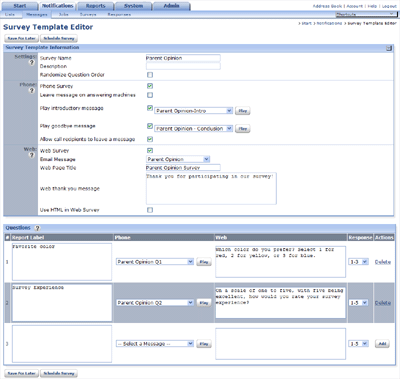 Start Notifications Reports System Admin
Address Book | Account | Help | Logout
Lists Messages Jobs Surveys Responses
Shortcuts
Survey Template Editor
> Start > Notifications > Survey Template Editor
Save For Later Schedule Survey
Survey Template Information
Settings: ?
Survey Name Parent Opinion
Description
Randomize Question Order
Phone: ?
Phone Survey
Leave message on answering machines
Play introduction message Parent Opinion-Intro Play
Play goodbye message Parent Opinion - Conclusion Play
Allow call recipients to leave a message
Web: ?
Web Survey
Email Message Parent Opinion
Web Page Title Parent Opinion Survey
Web thank you message Thank you for participating in our survey!
Use HTML in Web Survey
Questions ?
# Report Label Phone Web Response Actions
1 Favorite Color Parent Opinion Q1 Play Which color do you prefer? Select 1 for red, 2 for yellow, or 3 for blue. 1-3 Delete
2 Survey Experience Parent Opinion Q2 Play On a scale of one to five, with five being excellent, how would you rate your survey experience? 1-5 Delete
3 -- Select a Message -- Play 1-5 Add
Save For Later Schedule Survey